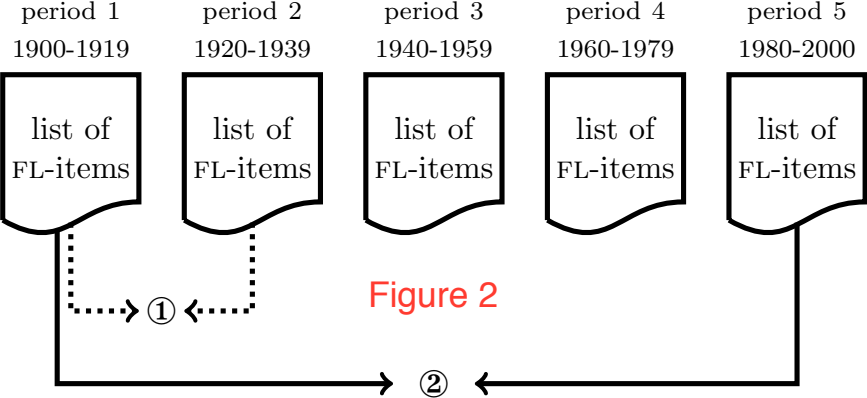 period 1
1900-1919
list of
FL-items
period 2
1920-1939
list of
FL-items
period 3
1940-1959
list of
FL-items
period 4
1960-1979
list of
FL-items
period 5
1980-2000
list of
FL-items
Figure 2
①
②